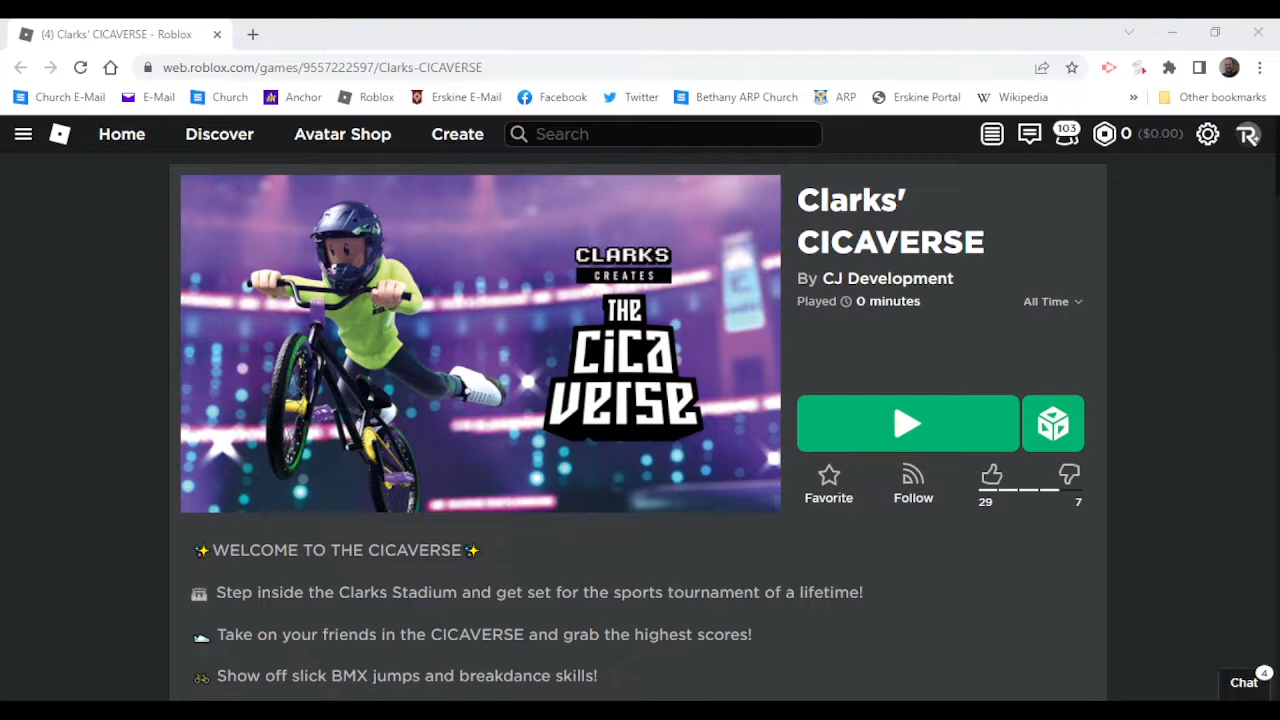 (4) Clarks' CICAVERSE - Roblox
web.roblox.com/games/9557222597/Clarks-CICAVERSE
Church E-Mail E-Mail Church Anchor Roblox Erskine E-Mail Facebook Twitter Bethany ARP Church ARP Erskine Portal Wikipedia » Other bookmarks
Home Discover Avatar Shop Create Search 103 0 ($0.00)
CLARKS
CREATES
THE
CICA
VERSE
Clarks'
CICAVERSE
By CJ Development
Played 0 minutes All Time
Favorite Follow 29 7
✨WELCOME TO THE CICAVERSE✨
🏟 Step inside the Clarks Stadium and get set for the sports tournament of a lifetime!
👟 Take on your friends in the CICAVERSE and grab the highest scores!
🚲 Show off slick BMX jumps and breakdance skills!
Chat 4